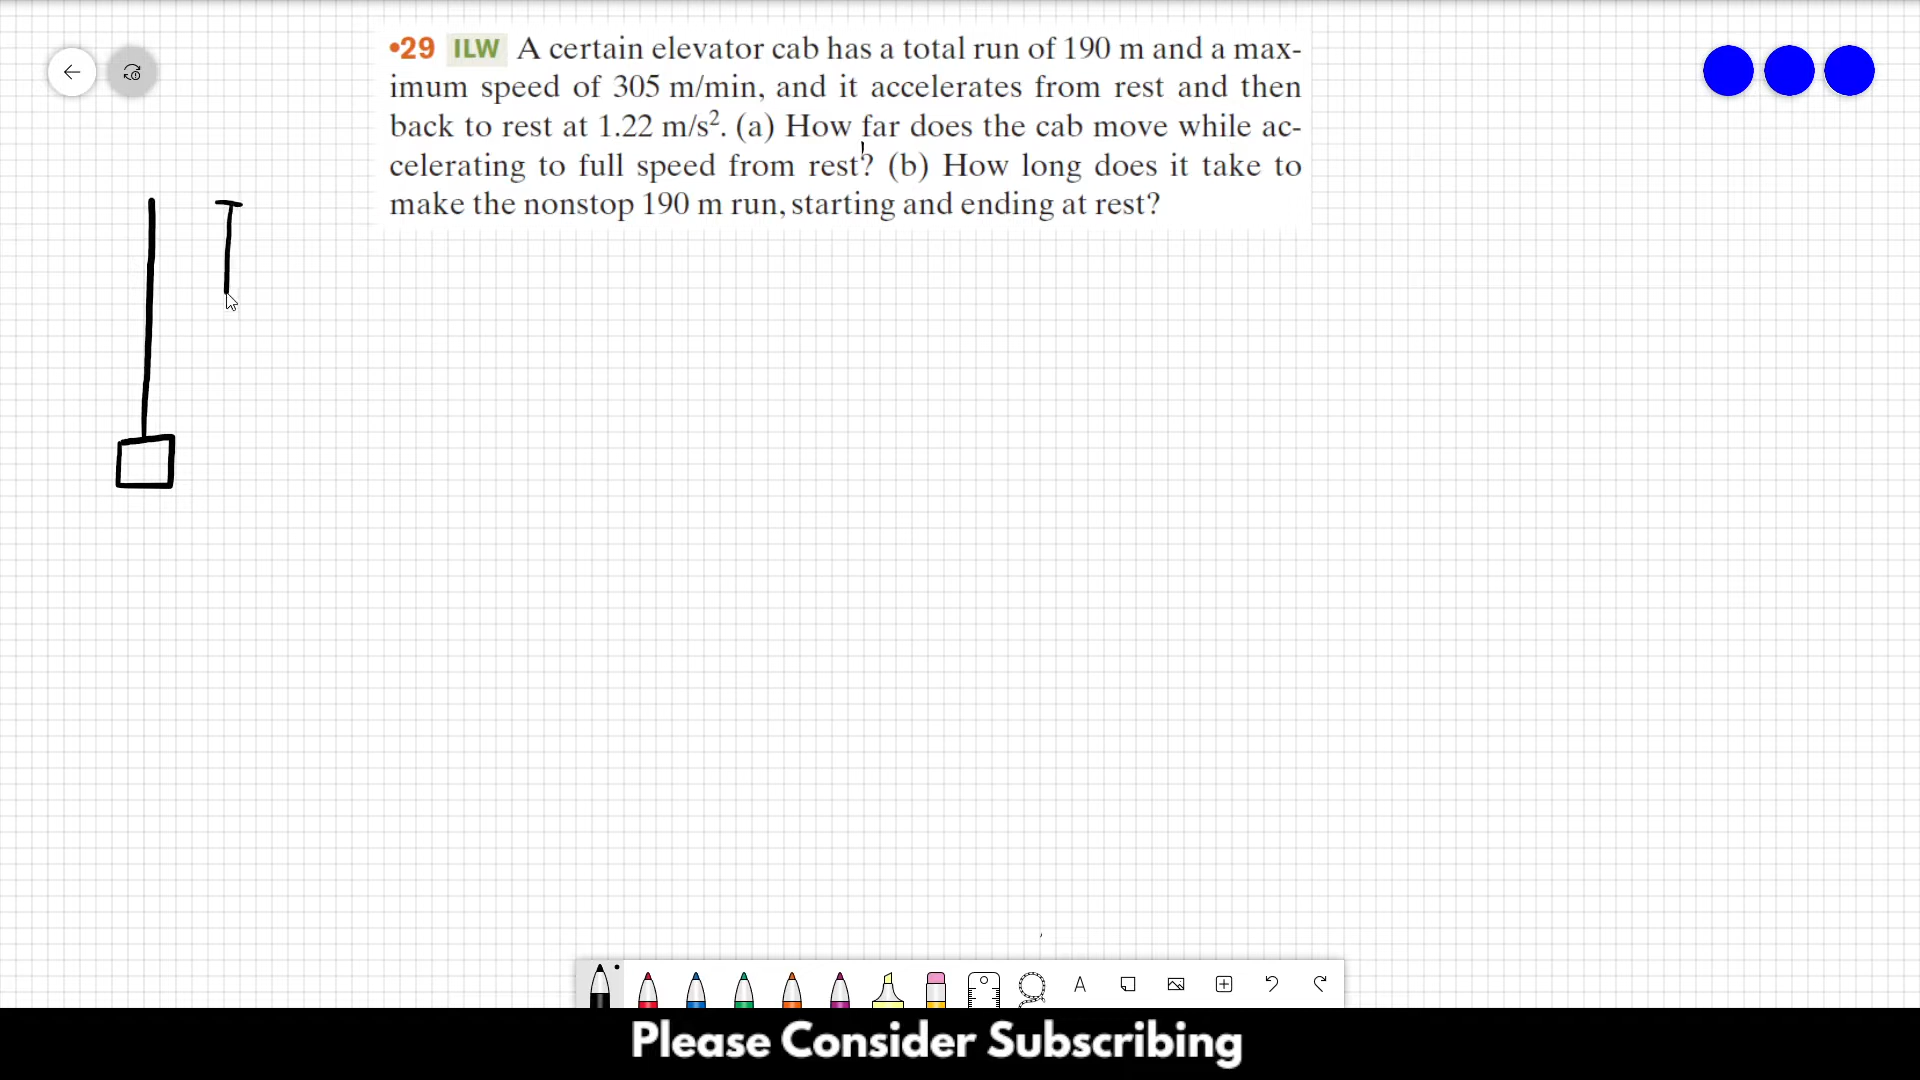 •29 ILW A certain elevator cab has a total run of 190 m and a max-
imum speed of 305 m/min, and it accelerates from rest and then
back to rest at 1.22 m/s². (a) How far does the cab move while ac-
celerating to full speed from rest? (b) How long does it take to
make the nonstop 190 m run, starting and ending at rest?
A
Please Consider Subscribing